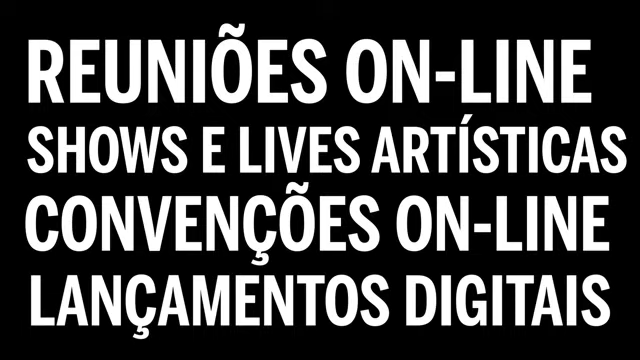 REUNIÕES ON-LINE
SHOWS E LIVES ARTÍSTICAS
CONVENÇÕES ON-LINE
LANÇAMENTOS DIGITAIS